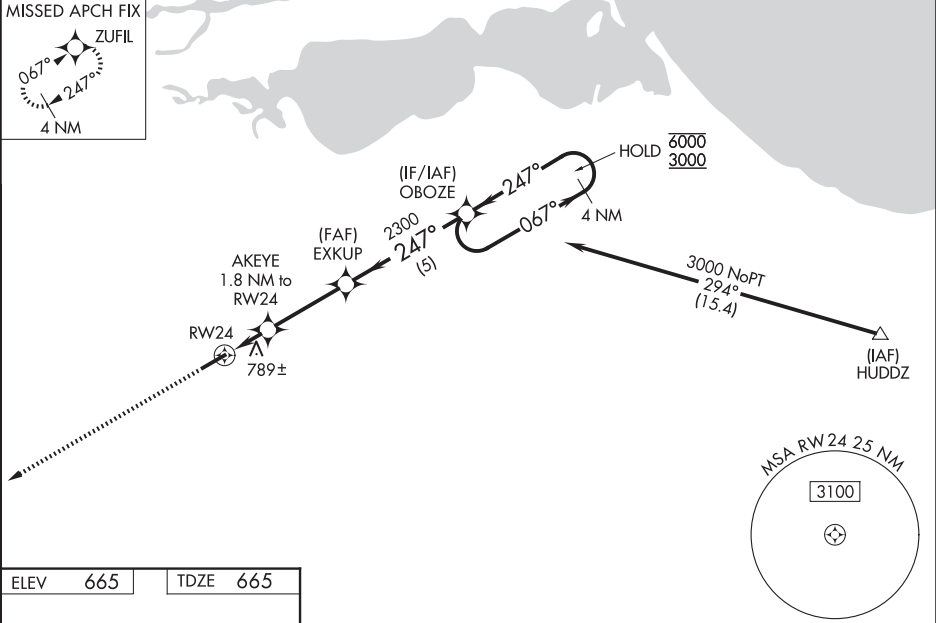 MISSED APCH FIX
ZUFIL
067°
247°
4 NM
HOLD 6000
3000
(IF/IAF)
OBOZE
247°
067°
4 NM
2300
247°
(5)
(FAF)
EXKUP
AKEYE
1.8 NM to
RW24
RW24
789±
3000 NoPT
294°
(15.4)
(IAF)
HUDDZ
MSA RW24 25 NM
3100
ELEV 665
TDZE 665